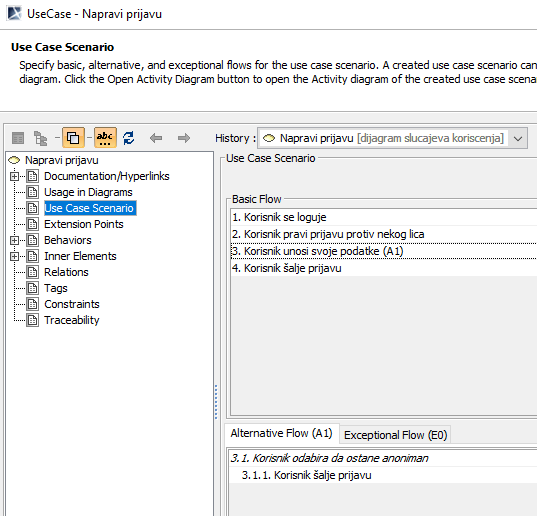 UseCase - Napravi prijavu
Use Case Scenario
Specify basic, alternative, and exceptional flows for the use case scenario. A created use case scenario can
diagram. Click the Open Activity Diagram button to open the Activity diagram of the created use case scena
abc
History : Napravi prijavu [dijagram slucajeva koriscenja]
Napravi prijavu
Documentation/Hyperlinks
Usage in Diagrams
Use Case Scenario
Extension Points
Behaviors
Inner Elements
Relations
Tags
Constraints
Traceability
Use Case Scenario
Basic Flow
1. Korisnik se loguje
2. Korisnik pravi prijavu protiv nekog lica
3. Korisnik unosi svoje podatke (A1)
4. Korisnik šalje prijavu
Alternative Flow (A1) Exceptional Flow (E0)
3.1. Korisnik odabira da ostane anoniman
3.1.1. Korisnik šalje prijavu